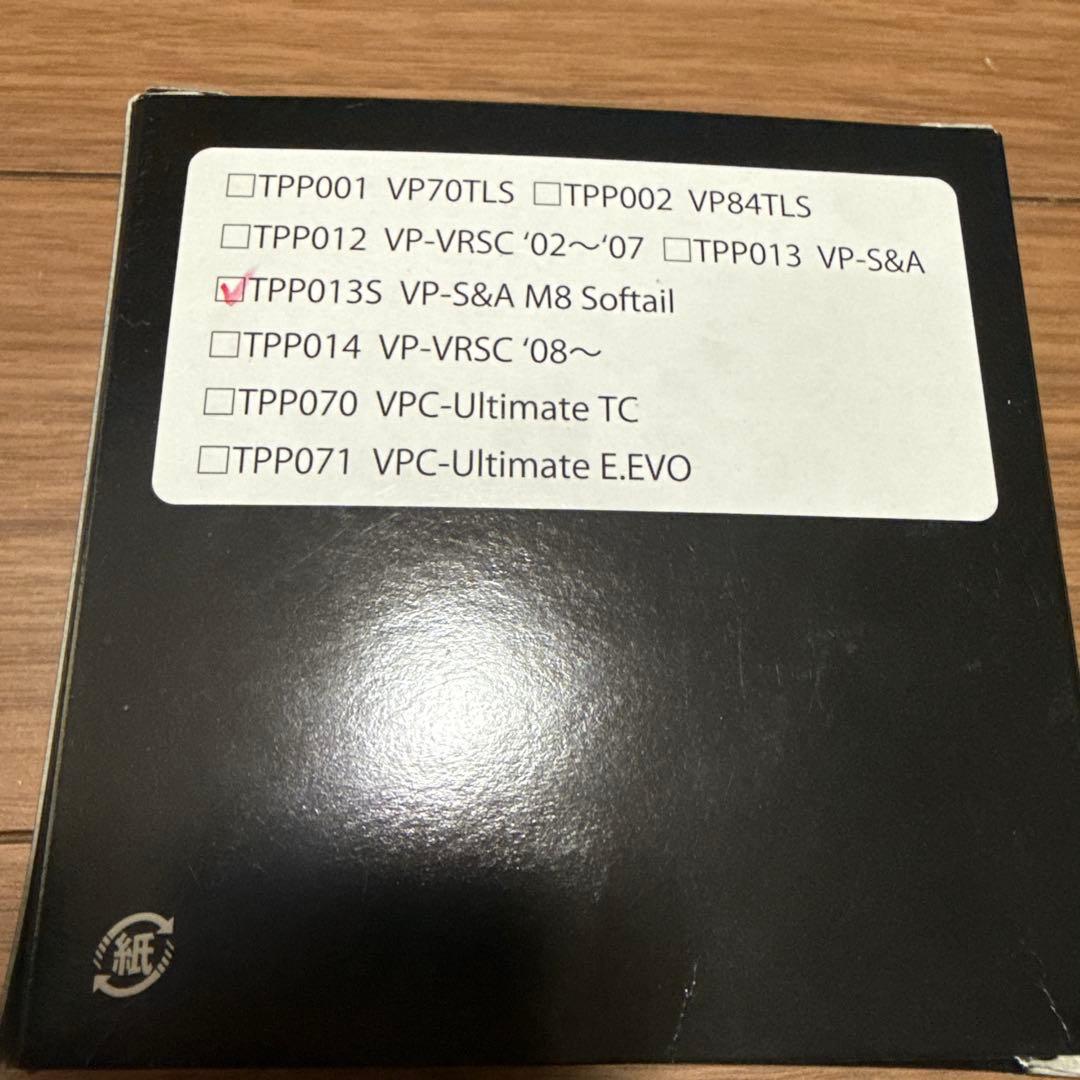 □TPP001 VP70TLS □TPP002 VP84TLS
□TPP012 VP-VRSC ‘02～‘07 □TPP013 VP-S&A
☑TPP013S VP-S&A M8 Softail
□TPP014 VP-VRSC ‘08～
□TPP070 VPC-Ultimate TC
□TPP071 VPC-Ultimate E.EVO
紙